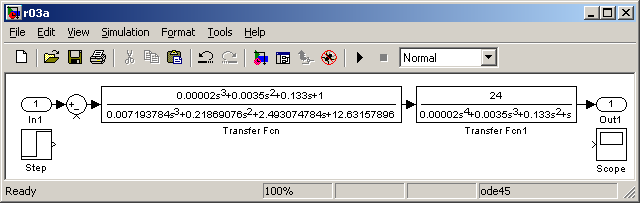 r03a
File Edit View Simulation Format Tools Help
Normal
1
In1
+
-
0.00002s3+0.0035s2+0.133s+1
0.007193784s3+0.21869076s2+2.493074784s+12.63157896
Transfer Fcn
24
0.00002s4+0.0035s3+0.133s2+s
Transfer Fcn1
1
Out1
Step
Scope
Ready 100% ode45